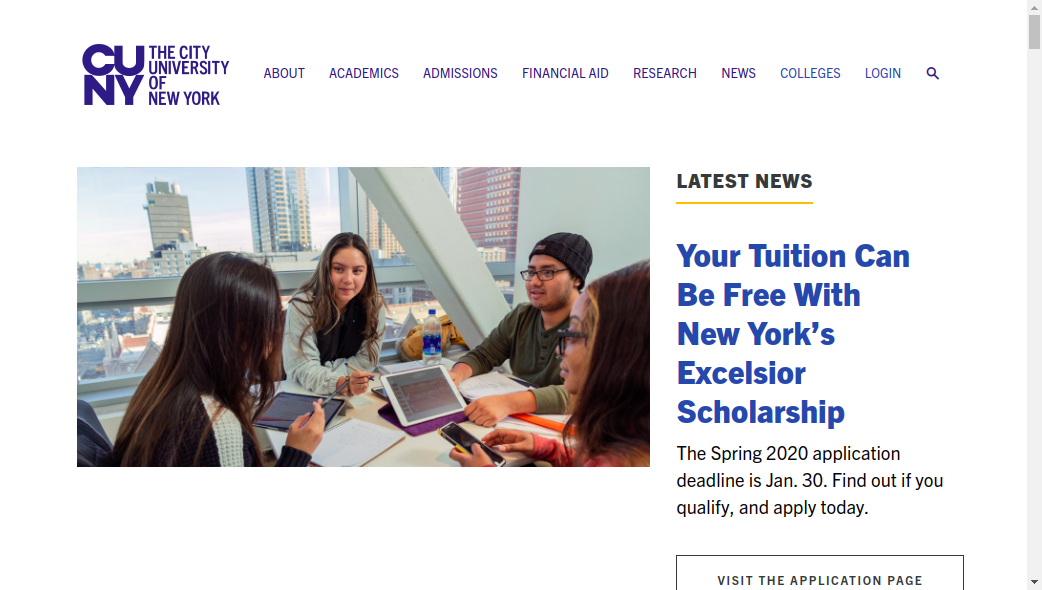 CU NY
THE CITY
UNIVERSITY
OF
NEW YORK
ABOUT ACADEMICS ADMISSIONS FINANCIAL AID RESEARCH NEWS COLLEGES LOGIN
LATEST NEWS
Your Tuition Can
Be Free With
New York’s
Excelsior
Scholarship
The Spring 2020 application
deadline is Jan. 30. Find out if you
qualify, and apply today.
VISIT THE APPLICATION PAGE